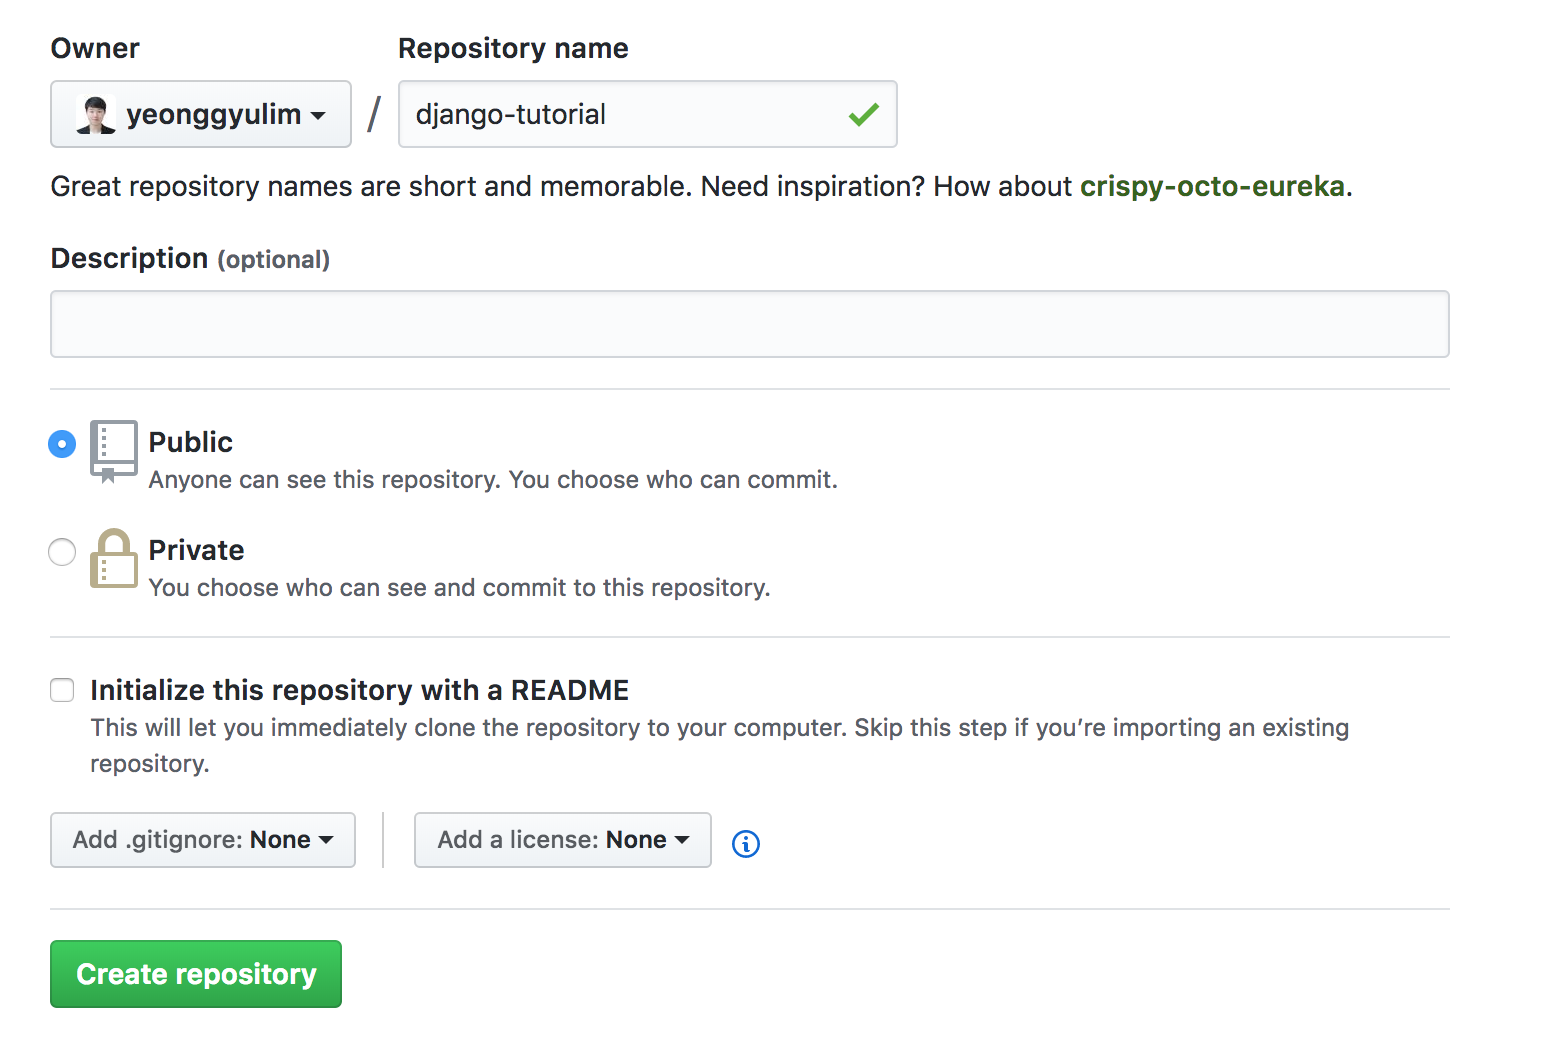 Owner
Repository name
yeonggyulim
/
django-tutorial
Great repository names are short and memorable. Need inspiration? How about crispy-octo-eureka.
Description (optional)
Public
Anyone can see this repository. You choose who can commit.
Private
You choose who can see and commit to this repository.
Initialize this repository with a README
This will let you immediately clone the repository to your computer. Skip this step if you’re importing an existing
repository.
Add .gitignore: None
Add a license: None
Create repository